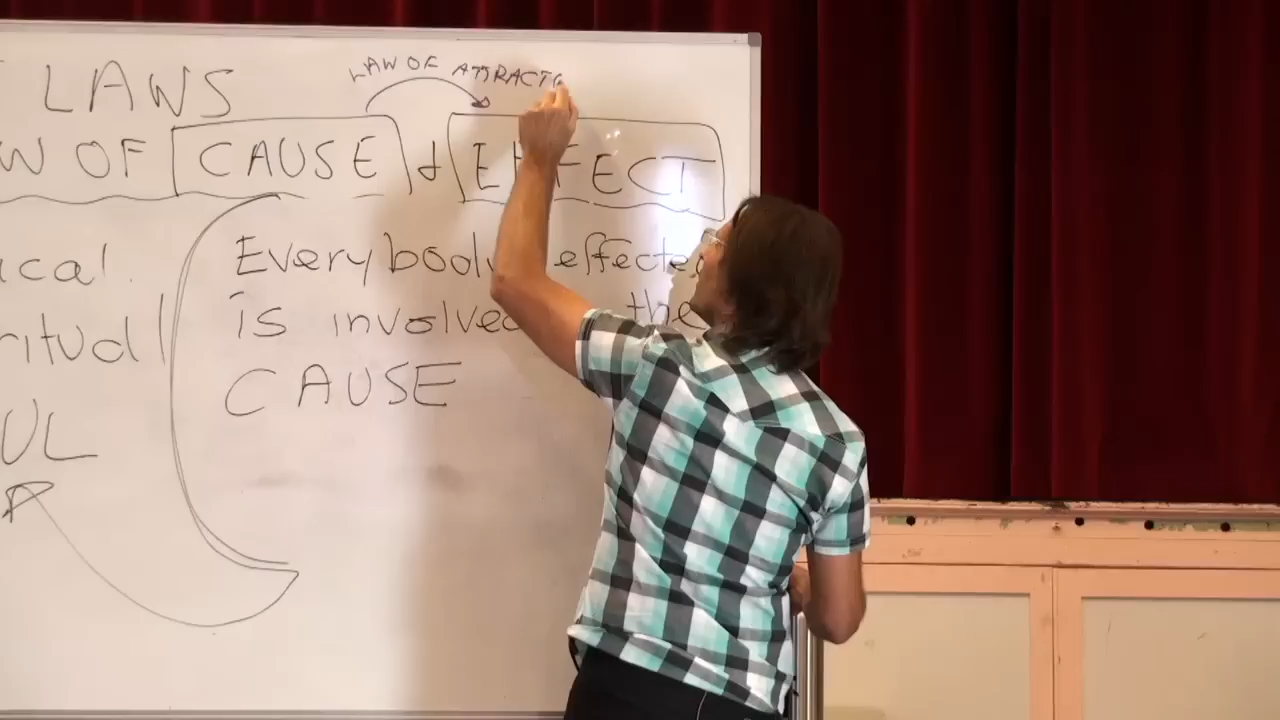 LAWS
LAW OF ATTRACT
W OF CAUSE & EFFECT
ical. Everybody effected
ritual is involved the
UL CAUSE